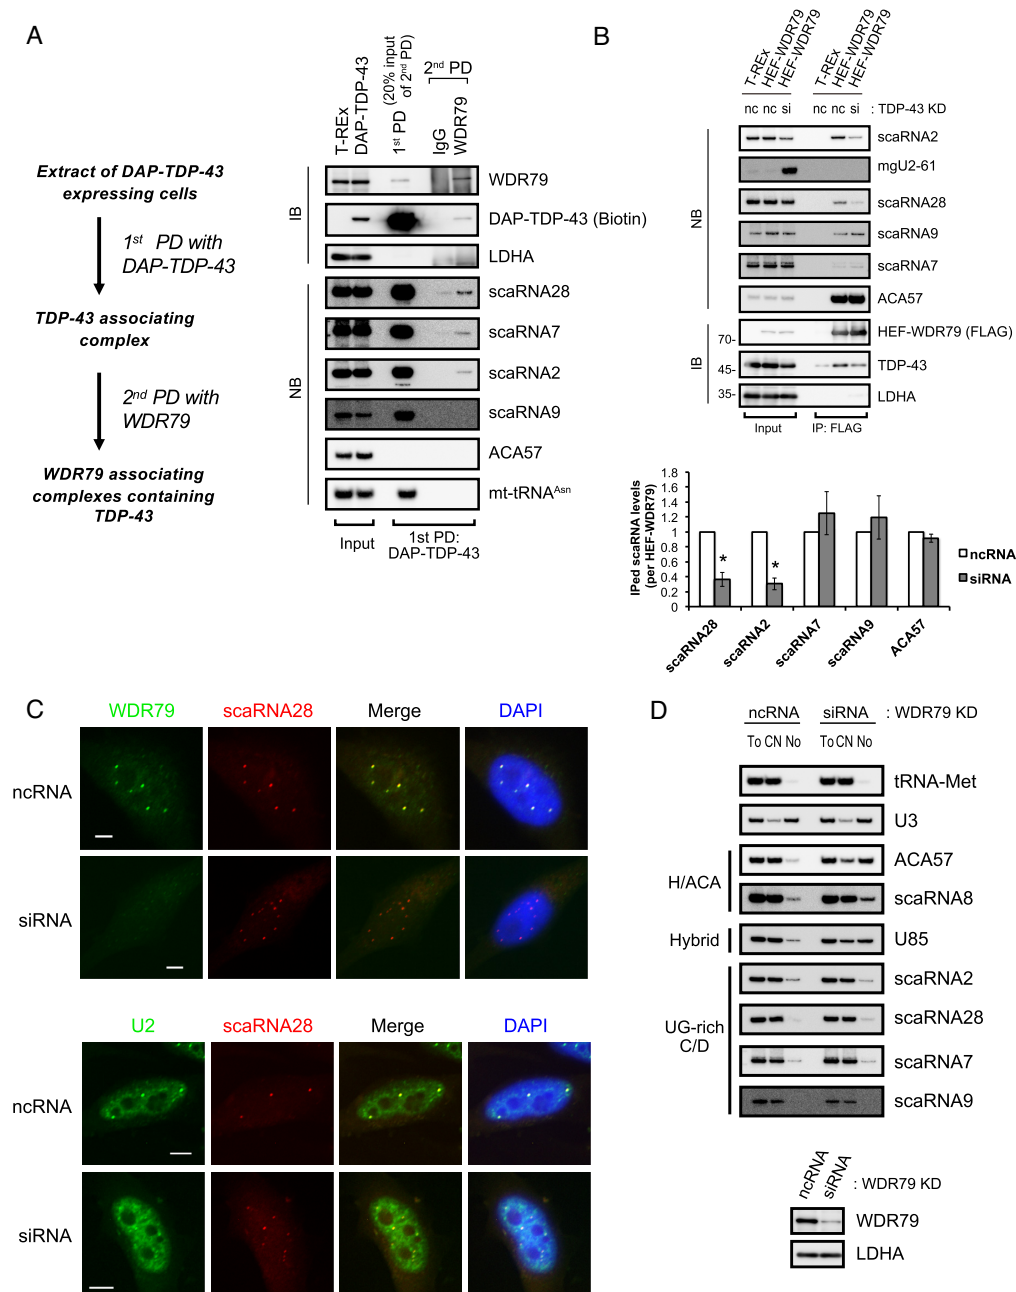 A
Extract of DAP-TDP-43
expressing cells
1st PD with
DAP-TDP-43
TDP-43 associating
complex
2nd PD with
WDR79
WDR79 associating
complexes containing
TDP-43
T-REx
DAP-TDP-43
1st PD (20% input
of 2nd PD)
2nd PD
IgG
WDR79
IB
WDR79
DAP-TDP-43 (Biotin)
LDHA
NB
scaRNA28
scaRNA7
scaRNA2
scaRNA9
ACA57
mt-tRNAAsn
Input
1st PD:
DAP-TDP-43
B
T-REx
HEF-WDR79
HEF-WDR79
T-REx
HEF-WDR79
HEF-WDR79
nc nc si nc nc si : TDP-43 KD
NB
scaRNA2
mgU2-61
scaRNA28
scaRNA9
scaRNA7
ACA57
IB
70-
HEF-WDR79 (FLAG)
45-
TDP-43
35-
LDHA
Input
IP: FLAG
IPed scaRNA levels
(per HEF-WDR79)
1.8
1.6
1.4
1.2
1
0.8
0.6
0.4
0.2
0
*
*
ncRNA
siRNA
scaRNA28
scaRNA2
scaRNA7
scaRNA9
ACA57
C
WDR79 scaRNA28 Merge DAPI
ncRNA
siRNA
U2 scaRNA28 Merge DAPI
ncRNA
siRNA
D
ncRNA siRNA : WDR79 KD
To CN No To CN No
tRNA-Met
U3
H/ACA
ACA57
scaRNA8
Hybrid
U85
UG-rich
C/D
scaRNA2
scaRNA28
scaRNA7
scaRNA9
ncRNA
siRNA
: WDR79 KD
WDR79
LDHA